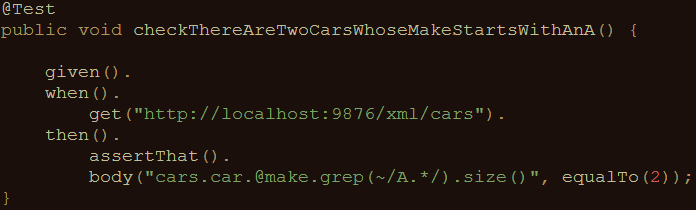 @Test
public void checkThereAreTwoCarsWhoseMakeStartsWithAnA() {
    given().
    when().
        get("http://localhost:9876/xml/cars").
    then().
        assertThat().
        body("cars.car.@make.grep(~/A.*/).size()", equalTo(2));
}